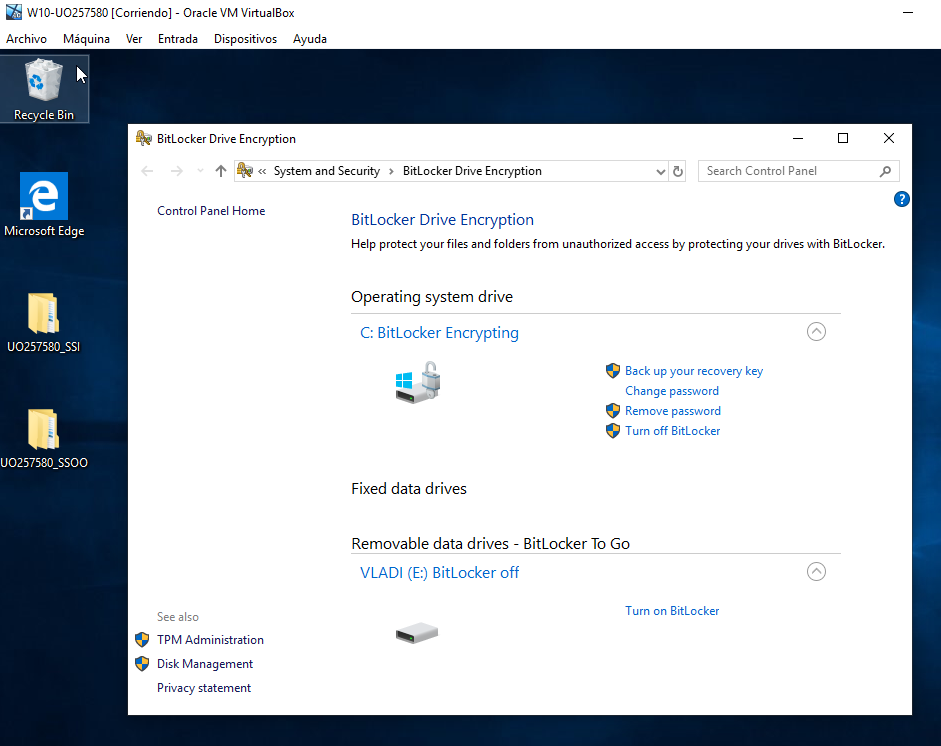 W10-UO257580 [Corriendo] - Oracle VM VirtualBox
Archivo Máquina Ver Entrada Dispositivos Ayuda
Recycle Bin
Microsoft Edge
UO257580_SSI
UO257580_SSOO
BitLocker Drive Encryption
« System and Security › BitLocker Drive Encryption
Search Control Panel
?
Control Panel Home
BitLocker Drive Encryption
Help protect your files and folders from unauthorized access by protecting your drives with BitLocker.
Operating system drive
C: BitLocker Encrypting
Back up your recovery key
Change password
Remove password
Turn off BitLocker
Fixed data drives
Removable data drives - BitLocker To Go
VLADI (E:) BitLocker off
Turn on BitLocker
See also
TPM Administration
Disk Management
Privacy statement